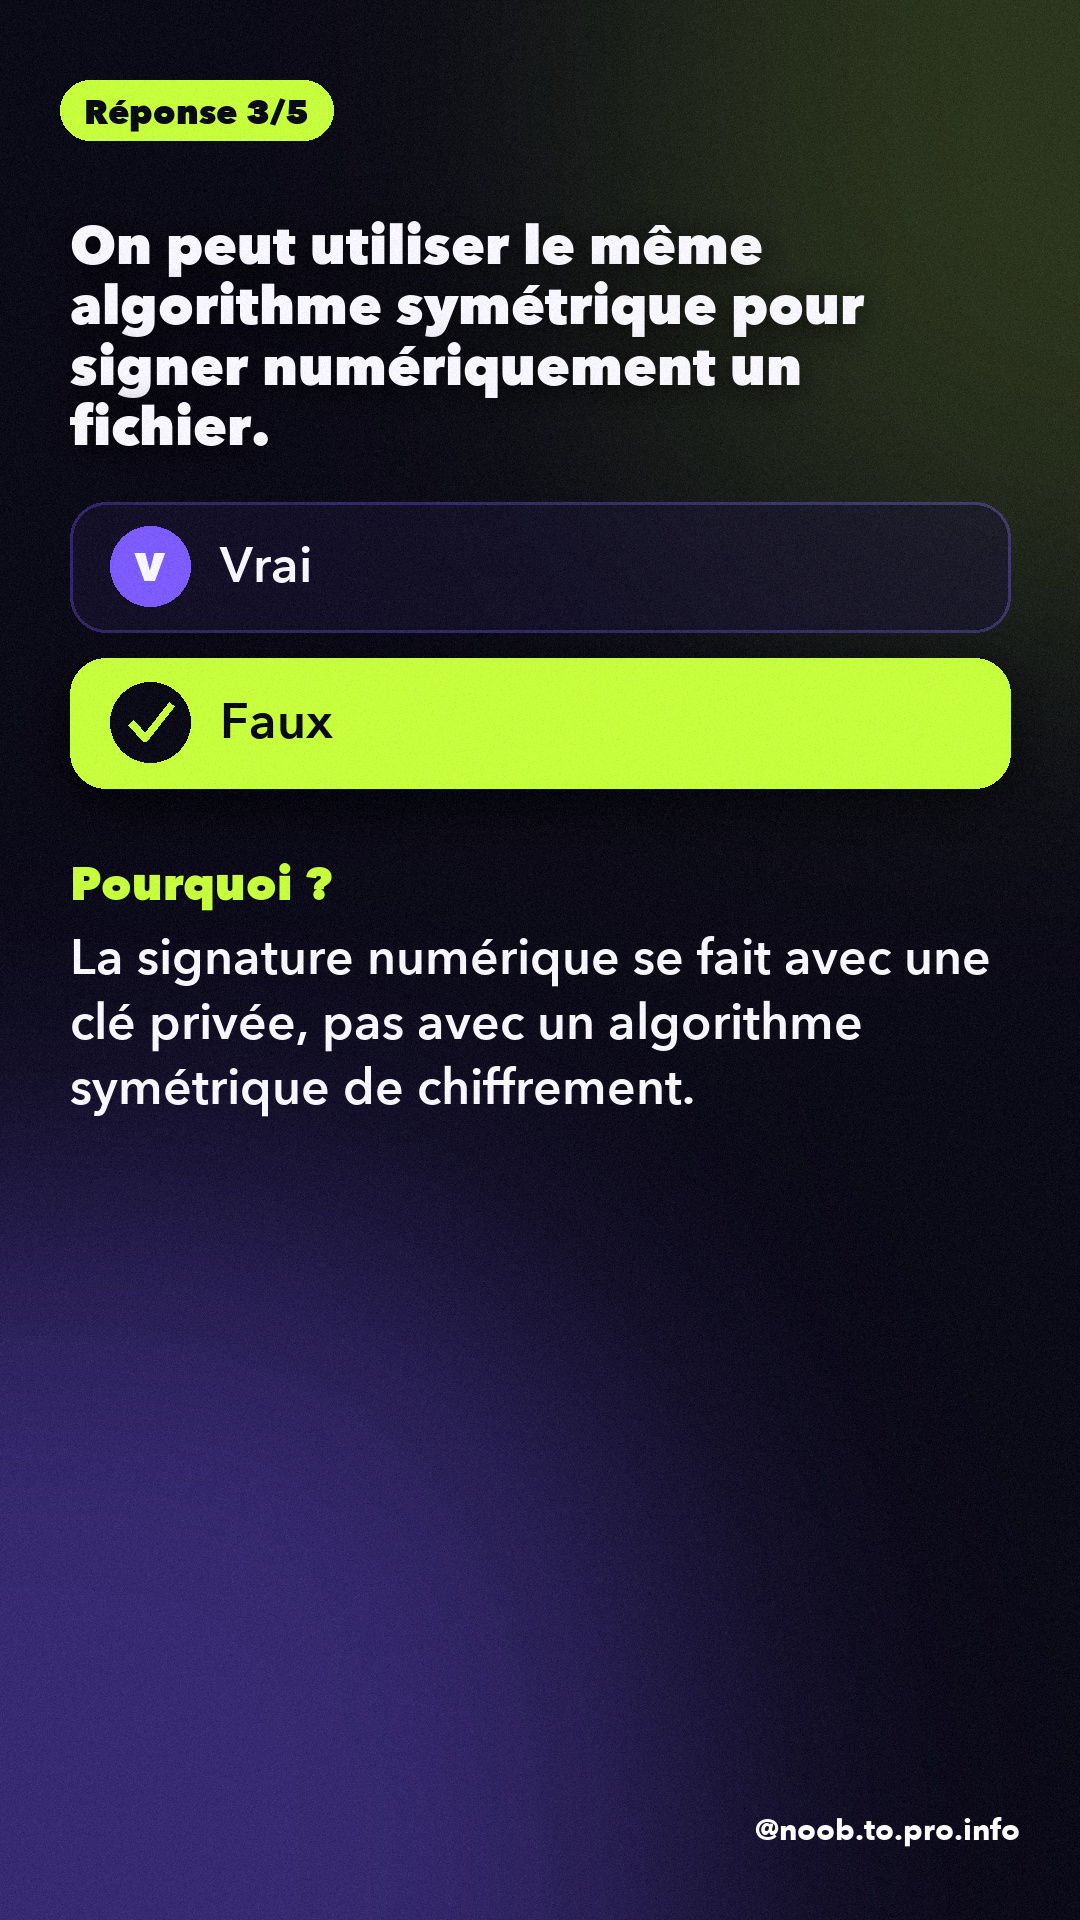 Réponse 3/5
On peut utiliser le même
algorithme symétrique pour
signer numériquement un
fichier.
V Vrai
Faux
Pourquoi ?
La signature numérique se fait avec une
clé privée, pas avec un algorithme
symétrique de chiffrement.
@noob.to.pro.info